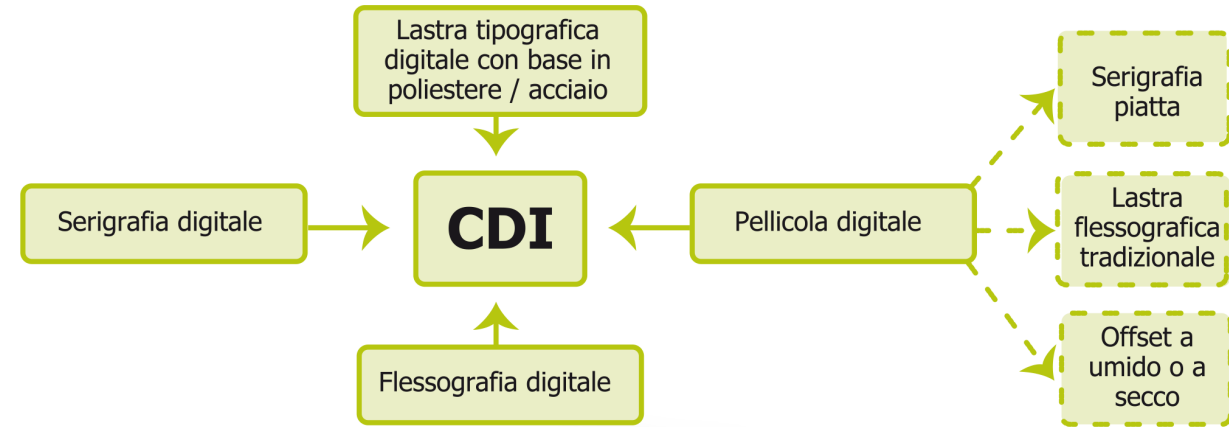 Lastra tipografica
digitale con base in
poliestere / acciaio
Serigrafia digitale
CDI
Pellicola digitale
Flessografia digitale
Serigrafia
piatta
Lastra
flessografica
tradizionale
Offset a
umido o a
secco